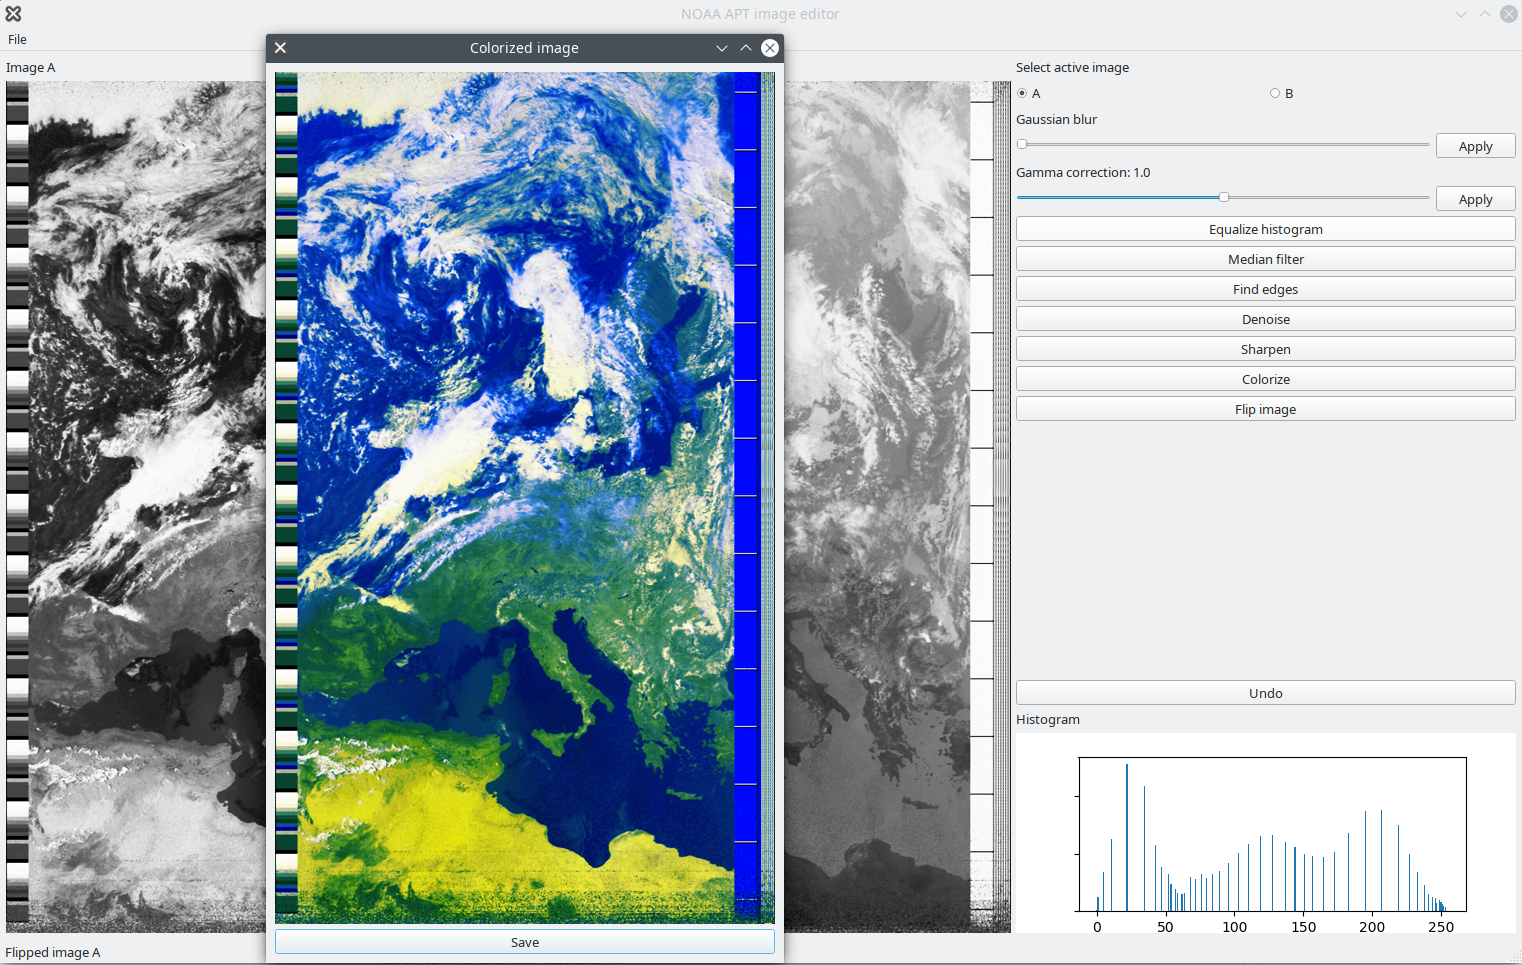 NOAA APT image editor
File
Colorized image
Image A
Select active image
A
B
Gaussian blur
Apply
Gamma correction: 1.0
Apply
Equalize histogram
Median filter
Find edges
Denoise
Sharpen
Colorize
Flip image
Undo
Histogram
0 50 100 150 200 250
Save
Flipped image A